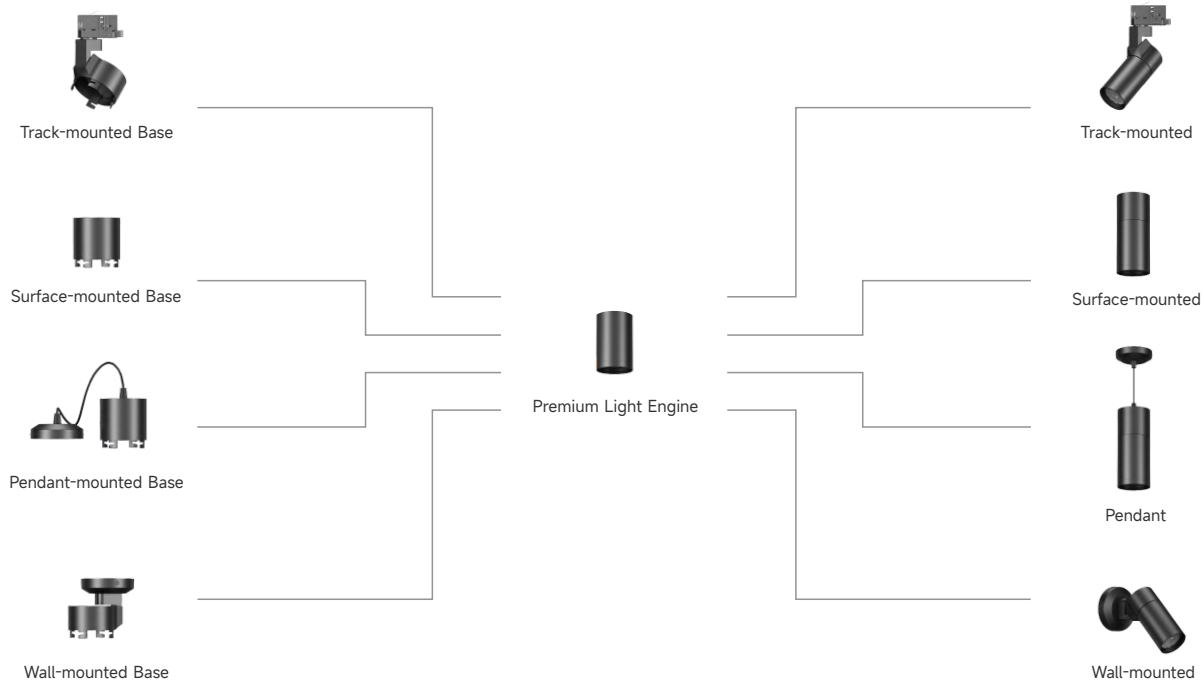 Track-mounted Base
Track-mounted
Surface-mounted Base
Surface-mounted
Premium Light Engine
Pendant-mounted Base
Pendant
Wall-mounted Base
Wall-mounted